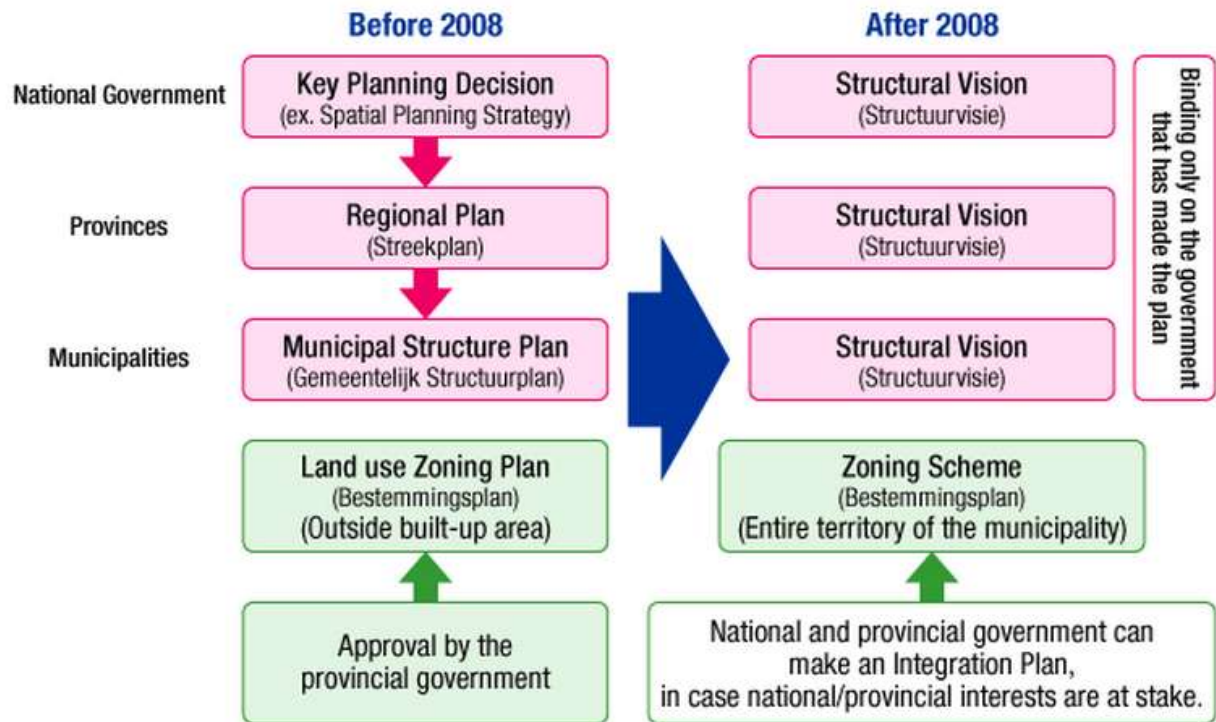 Before 2008
After 2008
National Government
Key Planning Decision
(ex. Spatial Planning Strategy)
Structural Vision
(Structuurvisie)
Provinces
Regional Plan
(Streekplan)
Structural Vision
(Structuurvisie)
Municipalities
Municipal Structure Plan
(Gemeentelijk Structuurplan)
Structural Vision
(Structuurvisie)
Binding only on the government
that has made the plan
Land use Zoning Plan
(Bestemmingsplan)
(Outside built-up area)
Zoning Scheme
(Bestemmingsplan)
(Entire territory of the municipality)
Approval by the
provincial government
National and provincial government can
make an Integration Plan,
in case national/provincial interests are at stake.